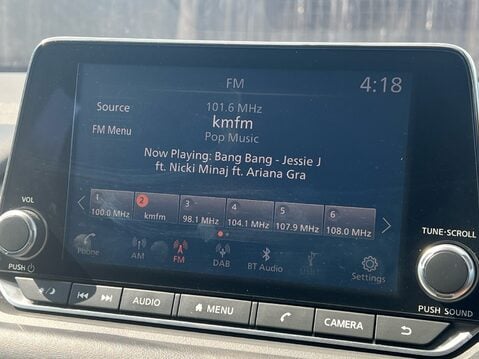 FM
4:18
Source
101.6 MHz
kmfm
FM Menu
Pop Music
Now Playing: Bang Bang - Jessie J
ft. Nicki Minaj ft. Ariana Gra
1 2 3 4 5 6
100.0 MHz kmfm 98.1 MHz 104.1 MHz 107.9 MHz 108.0 MHz
Phone AM FM DAB BT Audio USB Settings
VOL
PUSH
TUNE·SCROLL
PUSH SOUND
AUDIO MENU CAMERA